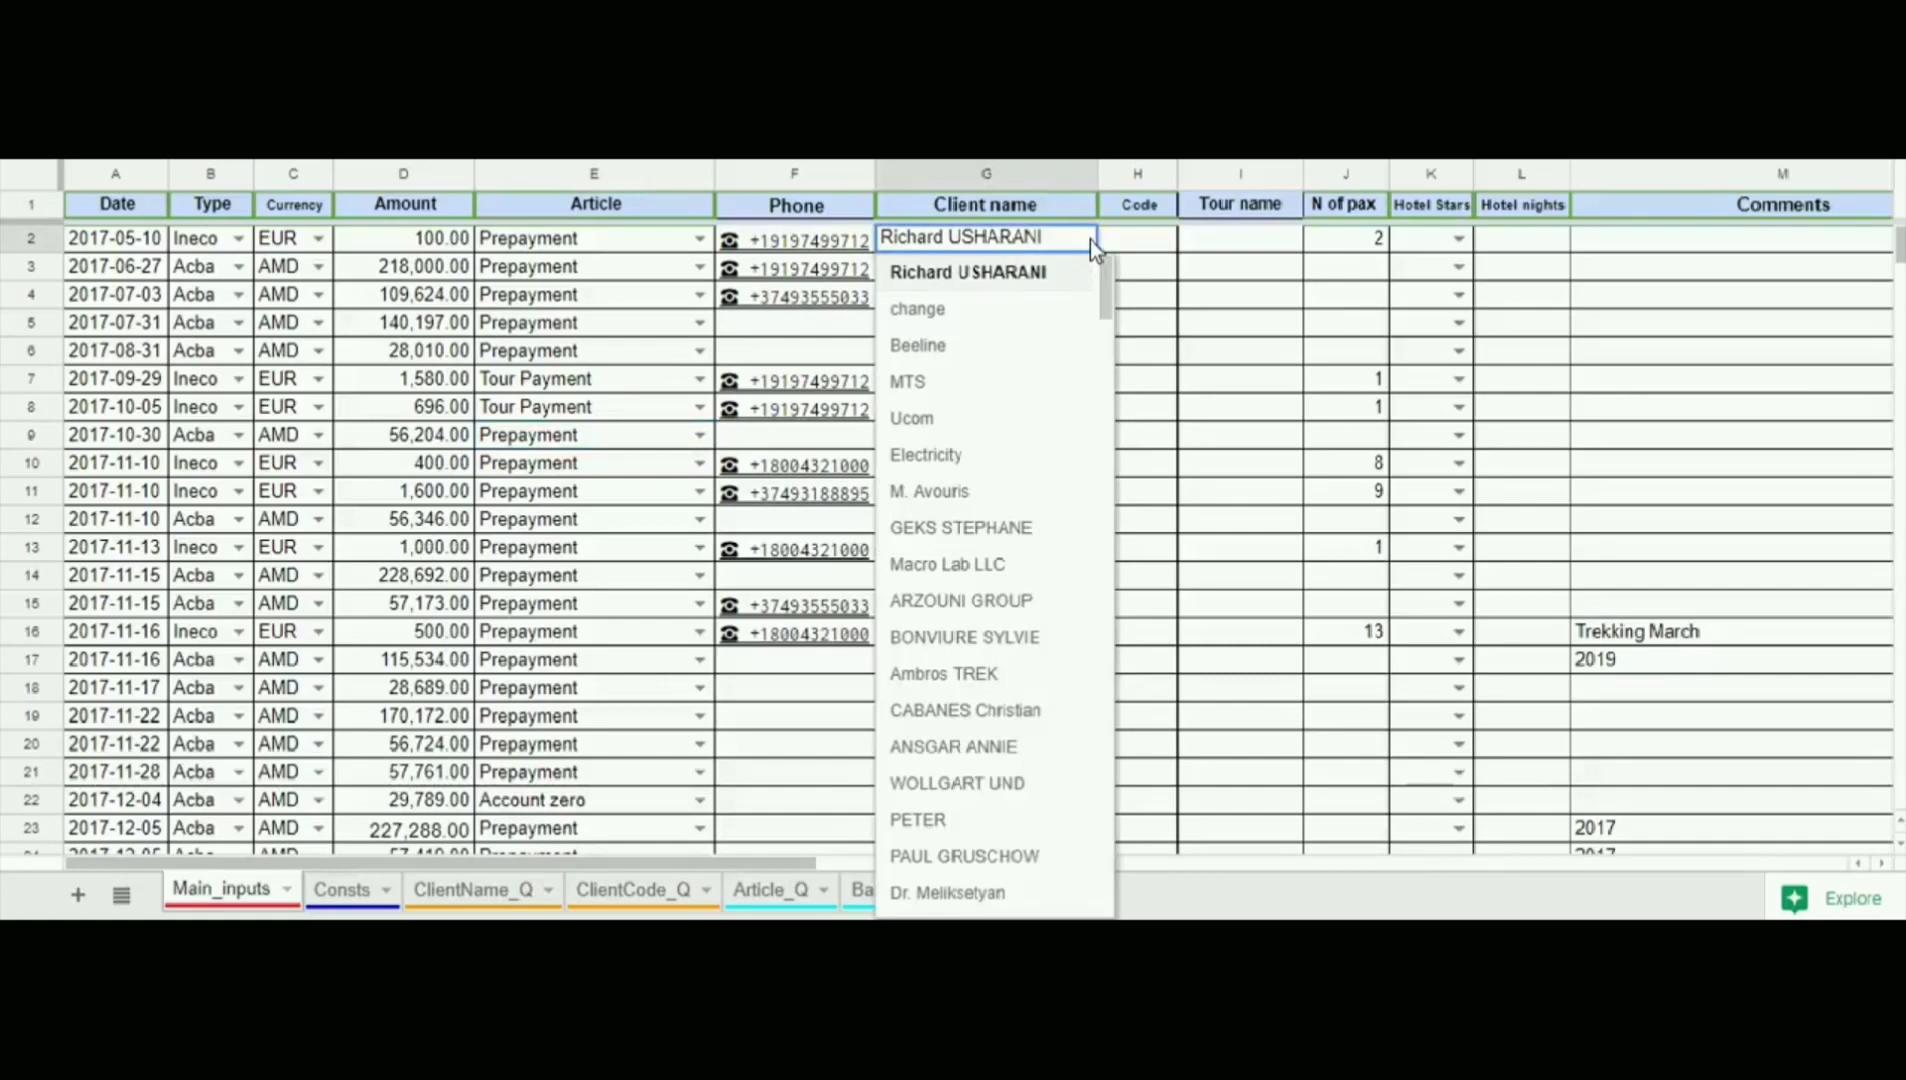 A B C D E F G H I J K L M
1 Date Type Currency Amount Article Phone Client name Code Tour name N of pax Hotel Stars Hotel nights Comments
2 2017-05-10 Ineco EUR 100.00 Prepayment +19197499712 Richard USHARANI 2
3 2017-06-27 Acba AMD 218,000.00 Prepayment +19197499712
4 2017-07-03 Acba AMD 109,624.00 Prepayment +37493555033
5 2017-07-31 Acba AMD 140,197.00 Prepayment
6 2017-08-31 Acba AMD 28,010.00 Prepayment
7 2017-09-29 Ineco EUR 1,580.00 Tour Payment +19197499712 1
8 2017-10-05 Ineco EUR 696.00 Tour Payment +19197499712 1
9 2017-10-30 Acba AMD 56,204.00 Prepayment
10 2017-11-10 Ineco EUR 400.00 Prepayment +18004321000 8
11 2017-11-10 Ineco EUR 1,600.00 Prepayment +37493188895 9
12 2017-11-10 Acba AMD 56,346.00 Prepayment
13 2017-11-13 Ineco EUR 1,000.00 Prepayment +18004321000 1
14 2017-11-15 Acba AMD 228,692.00 Prepayment
15 2017-11-15 Acba AMD 57,173.00 Prepayment +37493555033
16 2017-11-16 Ineco EUR 500.00 Prepayment +18004321000 13 Trekking March
17 2017-11-16 Acba AMD 115,534.00 Prepayment 2019
18 2017-11-17 Acba AMD 28,689.00 Prepayment
19 2017-11-22 Acba AMD 170,172.00 Prepayment
20 2017-11-22 Acba AMD 56,724.00 Prepayment
21 2017-11-28 Acba AMD 57,761.00 Prepayment
22 2017-12-04 Acba AMD 29,789.00 Account zero
23 2017-12-05 Acba AMD 227,288.00 Prepayment 2017
Richard USHARANI
change
Beeline
MTS
Ucom
Electricity
M. Avouris
GEKS STEPHANE
Macro Lab LLC
ARZOUNI GROUP
BONVIURE SYLVIE
Ambros TREK
CABANES Christian
ANSGAR ANNIE
WOLLGART UND
PETER
PAUL GRUSCHOW
Dr. Meliksetyan
+ Main_inputs Consts ClientName_Q ClientCode_Q Article_Q Ba Explore